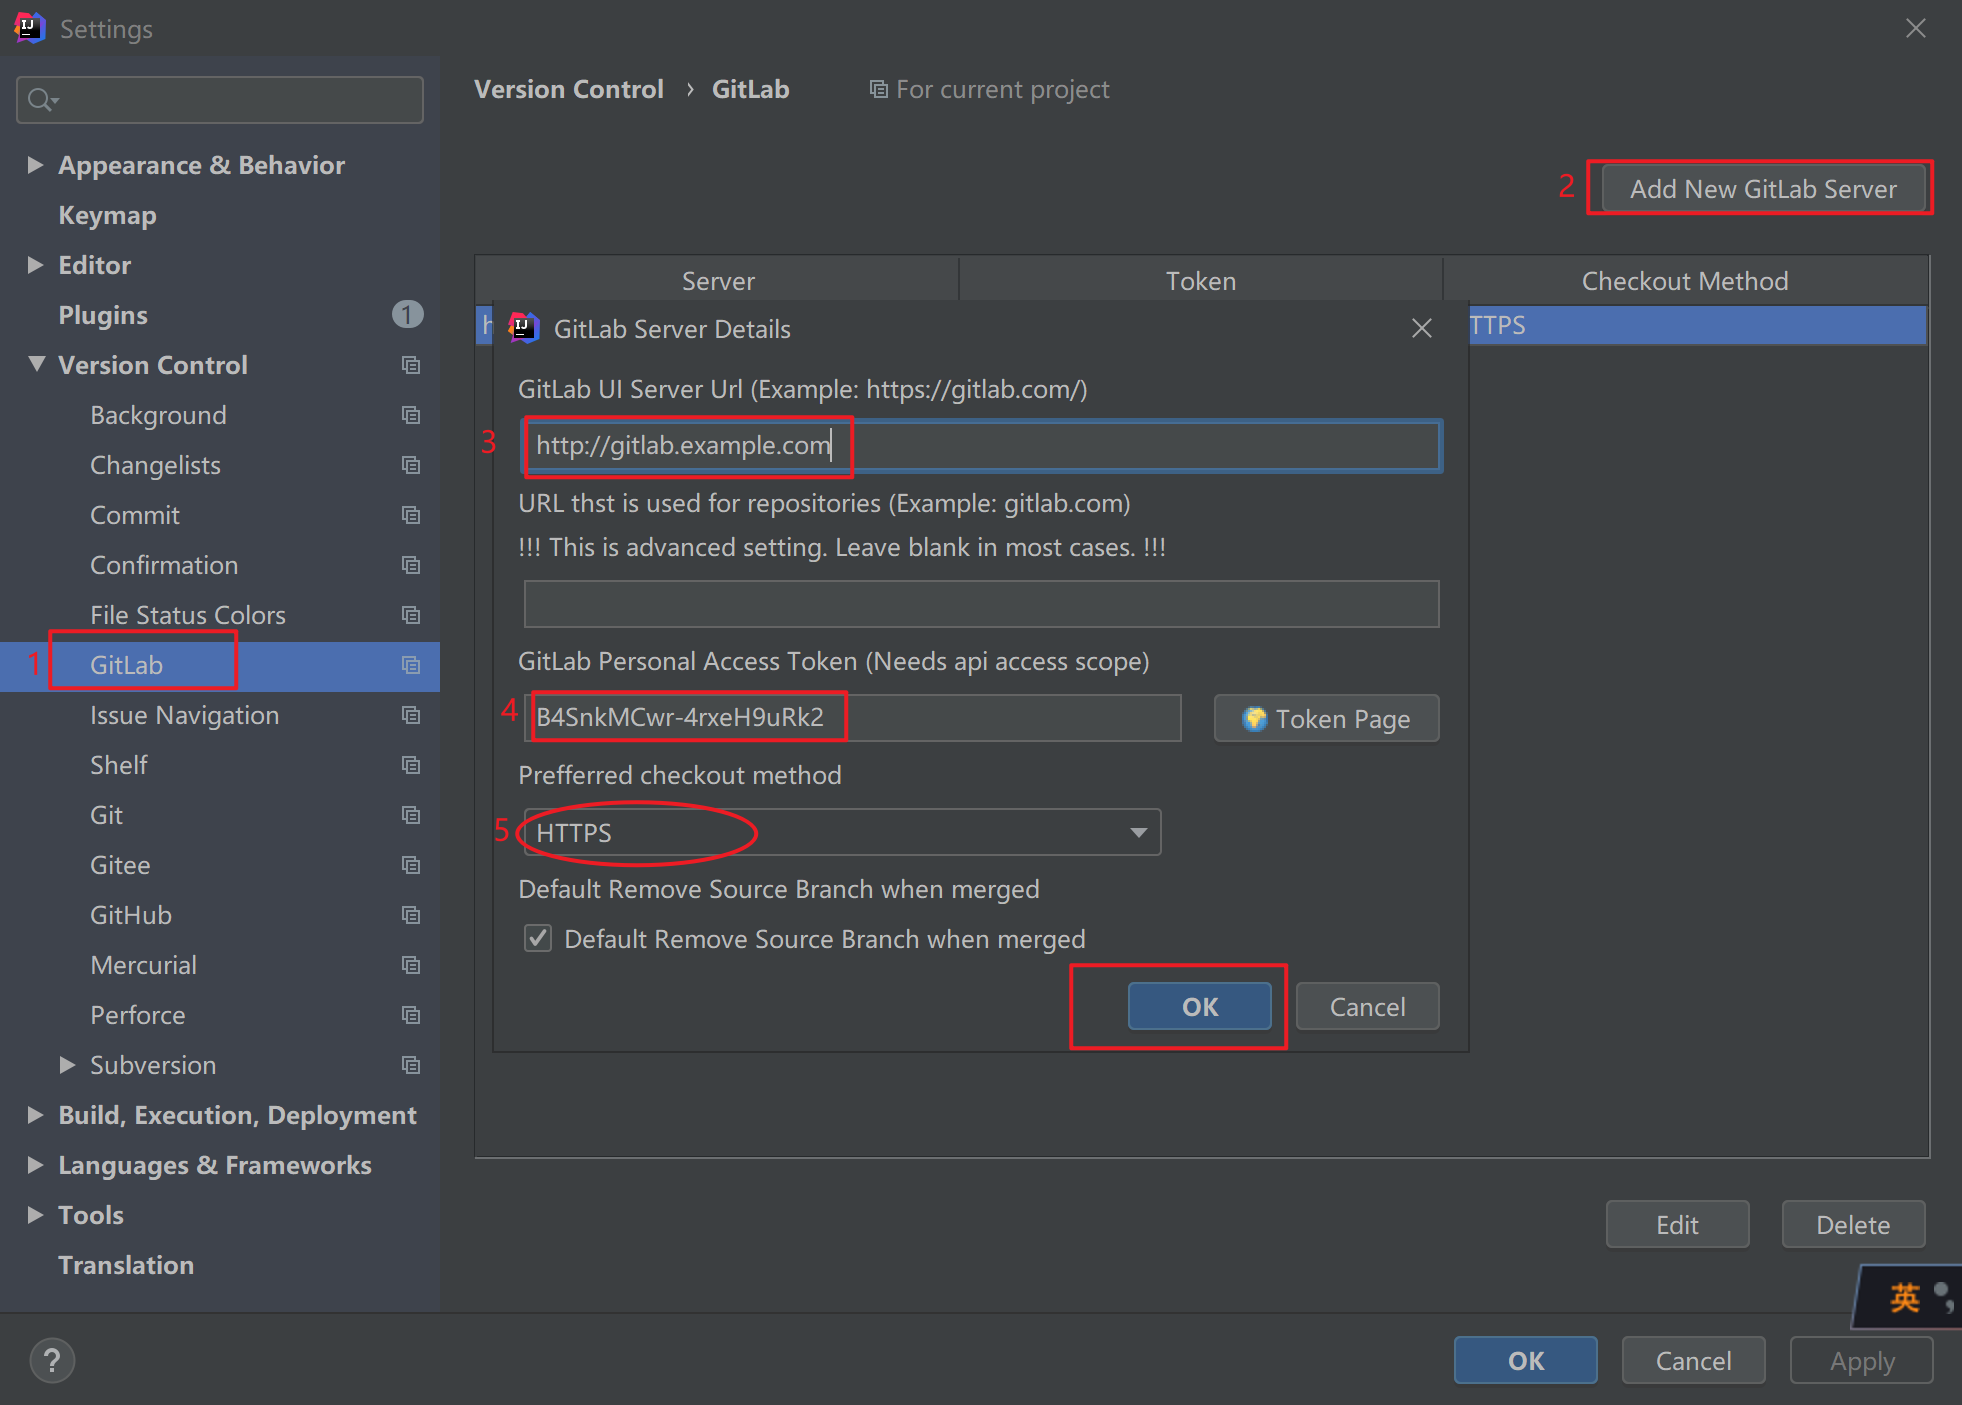 Settings
Version Control › GitLab For current project
Appearance & Behavior
Keymap
Editor
Plugins 1
Version Control
Background
Changelists
Commit
Confirmation
File Status Colors
1 GitLab
Issue Navigation
Shelf
Git
Gitee
GitHub
Mercurial
Perforce
Subversion
Build, Execution, Deployment
Languages & Frameworks
Tools
Translation
2 Add New GitLab Server
Server Token Checkout Method
h TTPS
GitLab Server Details
GitLab UI Server Url (Example: https://gitlab.com/)
3 http://gitlab.example.com
URL thst is used for repositories (Example: gitlab.com)
!!! This is advanced setting. Leave blank in most cases. !!!
GitLab Personal Access Token (Needs api access scope)
4 B4SnkMCwr-4rxeH9uRk2 Token Page
Prefferred checkout method
5 HTTPS
Default Remove Source Branch when merged
Default Remove Source Branch when merged
OK Cancel
Edit Delete
英
? OK Cancel Apply